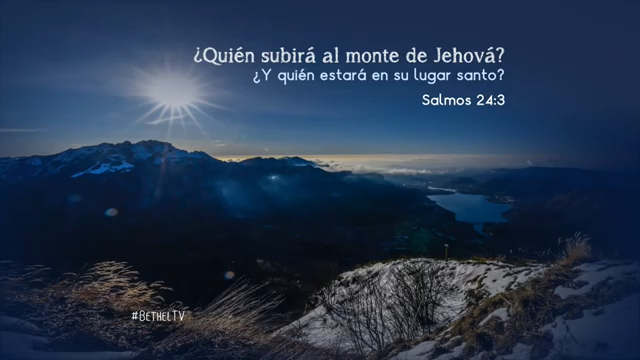 ¿Quién subirá al monte de Jehová?
¿Y quién estará en su lugar santo?
Salmos 24:3
#BethelTV